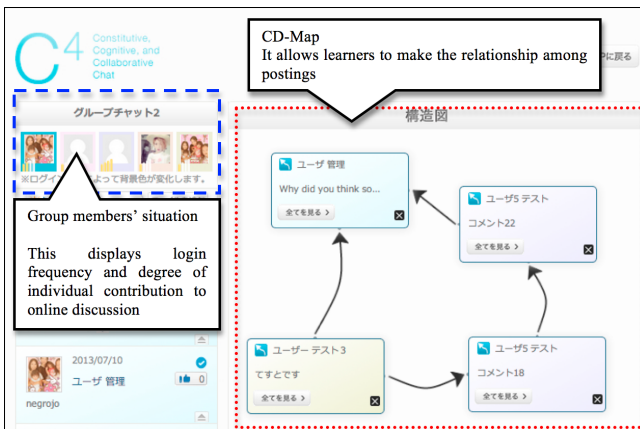 C4
Constitutive,
Cognitive, and
Collaborative
Chat
CD-Map
It allows learners to make the relationship among
postings
に戻る
グループチャット2
※ログイン
よって背景色が変化します。
Group members' situation
This displays login
frequency and degree of
individual contribution to
online discussion
2013/07/10
ユーザ 管理
0
negrojo
構造図
ユーザ 管理
Why did you think so...
全てを見る
ユーザ5 テスト
コメント22
全てを見る
ユーザー テスト3
てすとです
全てを見る
ユーザ5 テスト
コメント18
全てを見る